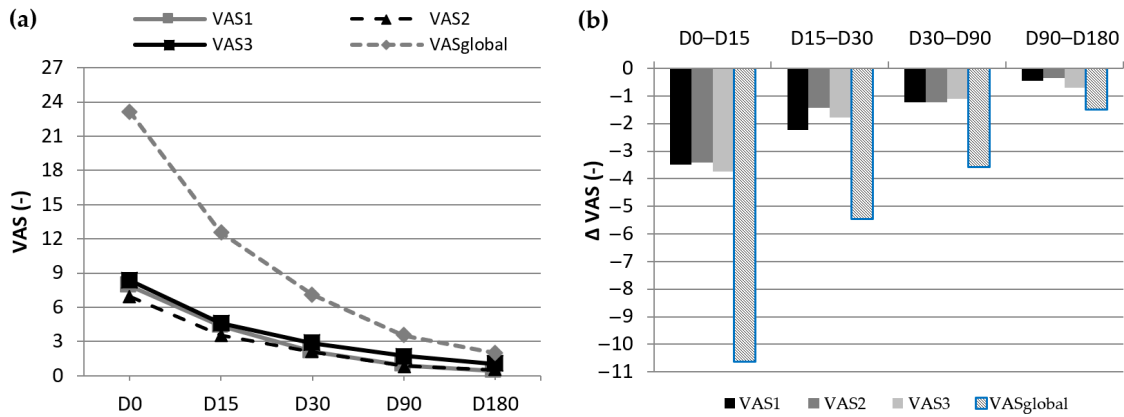 (a)
VAS1 VAS2
VAS3 VASglobal
VAS (-)
27
24
21
18
15
12
9
6
3
0
D0 D15 D30 D90 D180
(b)
D0–D15 D15–D30 D30–D90 D90–D180
Δ VAS (-)
0
−1
−2
−3
−4
−5
−6
−7
−8
−9
−10
−11
VAS1 VAS2 VAS3 VASglobal